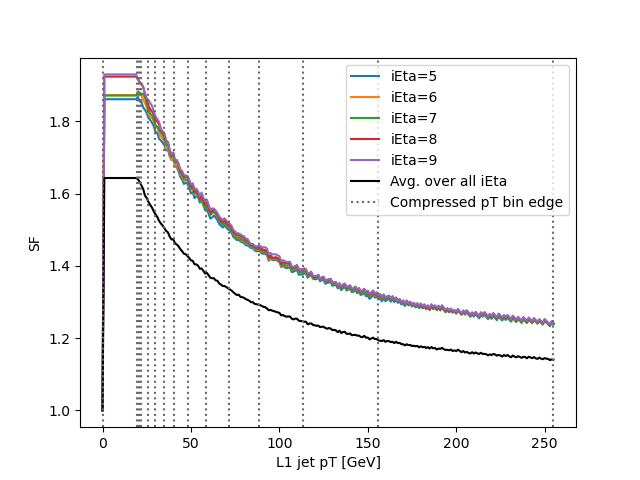 iEta=5
iEta=6
iEta=7
iEta=8
iEta=9
Avg. over all iEta
Compressed pT bin edge
SF
1.8
1.6
1.4
1.2
1.0
0 50 100 150 200 250
L1 jet pT [GeV]